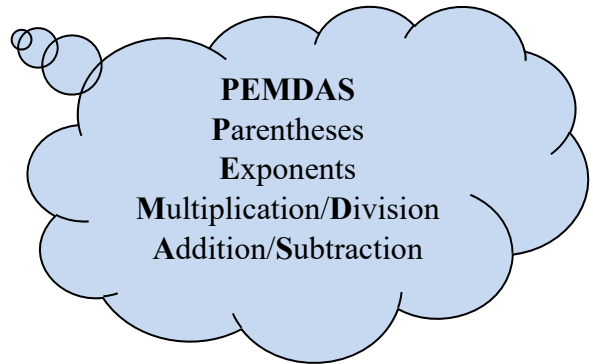 PEMDAS
Parentheses
Exponents
Multiplication/Division
Addition/Subtraction